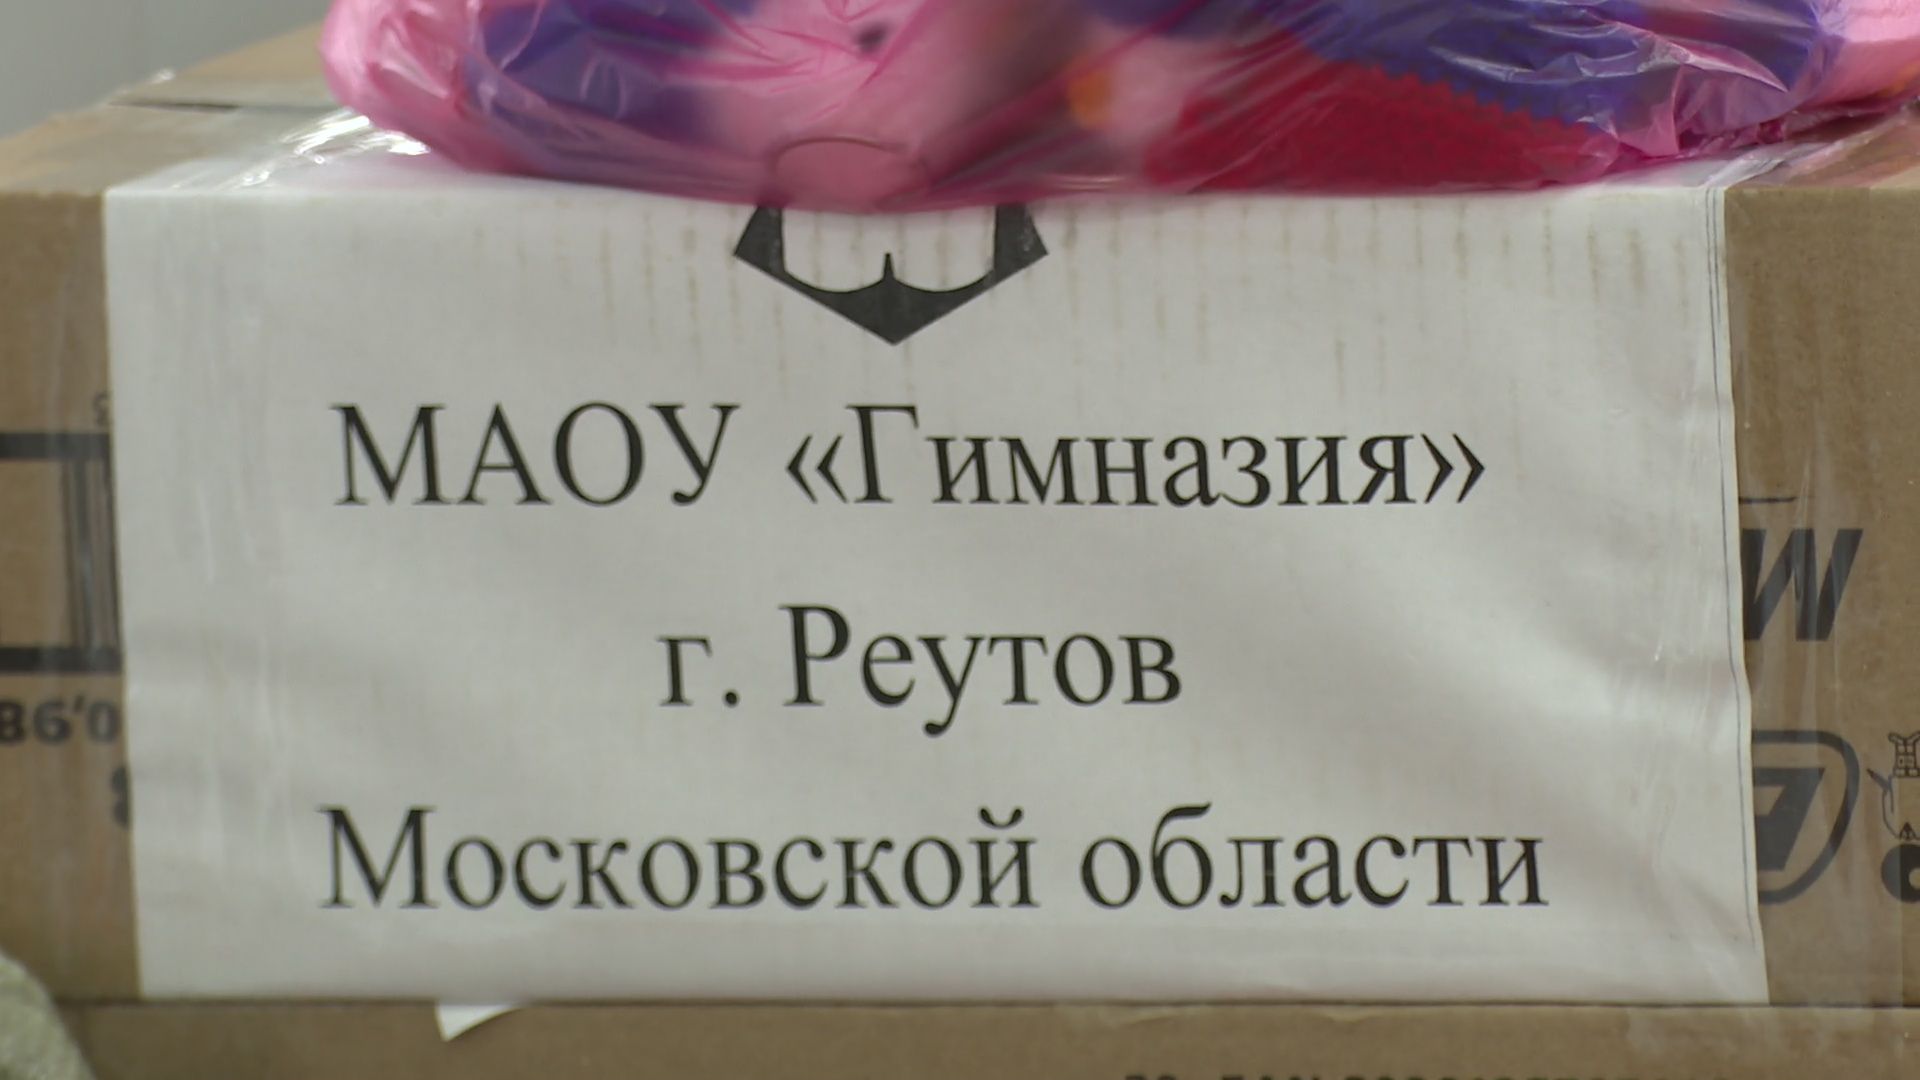 МАОУ «Гимназия»
г. Реутов
Московской области